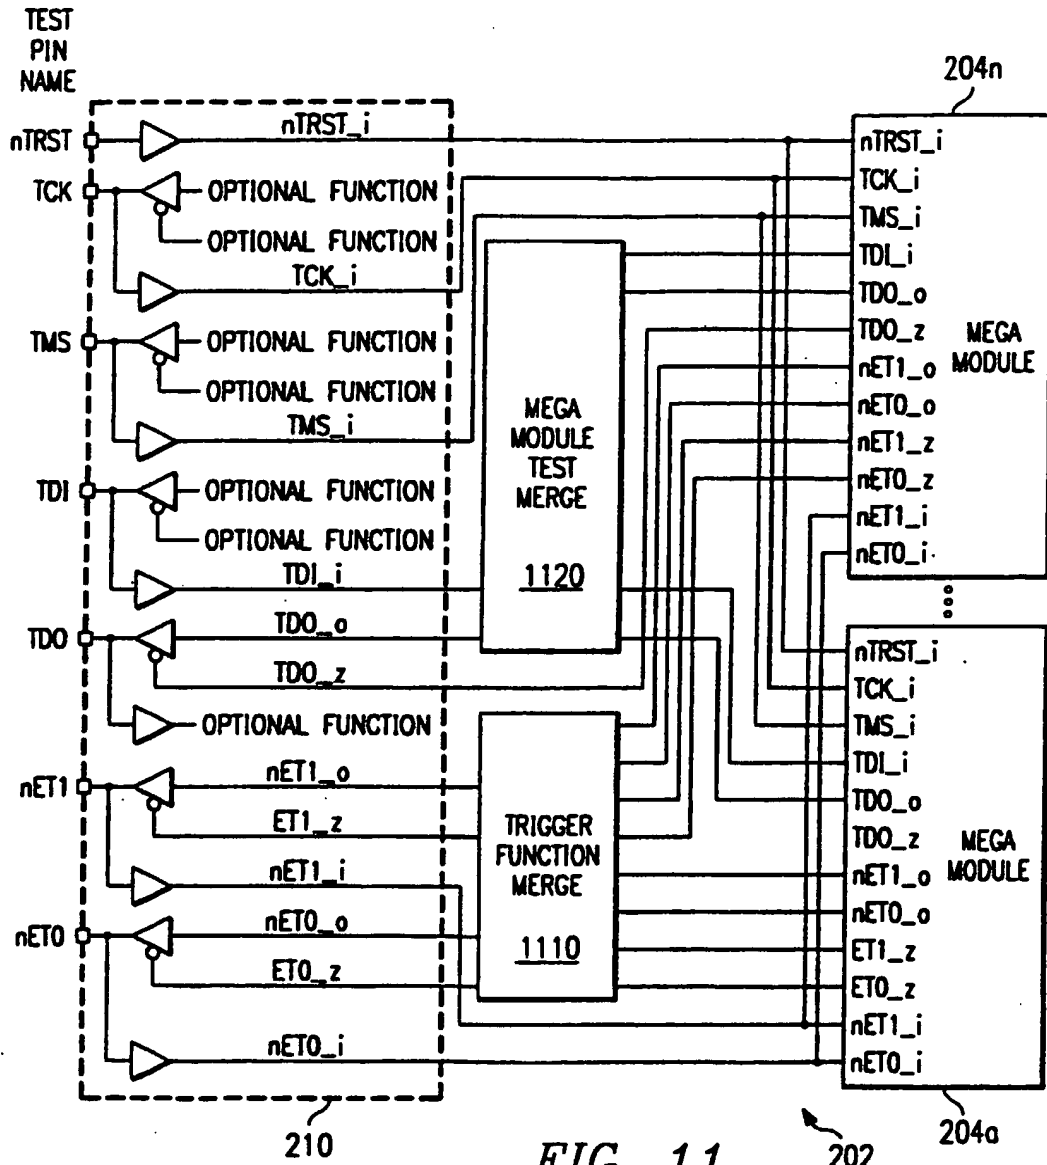 TEST
PIN
NAME
nTRST
TCK
TMS
TDI
TDO
nET1
nET0
nTRST_i
OPTIONAL FUNCTION
OPTIONAL FUNCTION
TCK_i
OPTIONAL FUNCTION
OPTIONAL FUNCTION
TMS_i
OPTIONAL FUNCTION
OPTIONAL FUNCTION
TDI_i
TDO_o
TDO_z
OPTIONAL FUNCTION
nET1_o
ET1_z
nET1_i
nET0_o
ET0_z
nET0_i
210
MEGA
MODULE
TEST
MERGE
1120
TRIGGER
FUNCTION
MERGE
1110
204n
nTRST_i
TCK_i
TMS_i
TDI_i
TDO_o
TDO_z
nET1_o
nET0_o
nET1_z
nET0_z
nET1_i
nET0_i
MEGA
MODULE
nTRST_i
TCK_i
TMS_i
TDI_i
TDO_o
TDO_z
nET1_o
nET0_o
ET1_z
ET0_z
nET1_i
nET0_i
MEGA
MODULE
204a
202
FIG. 11